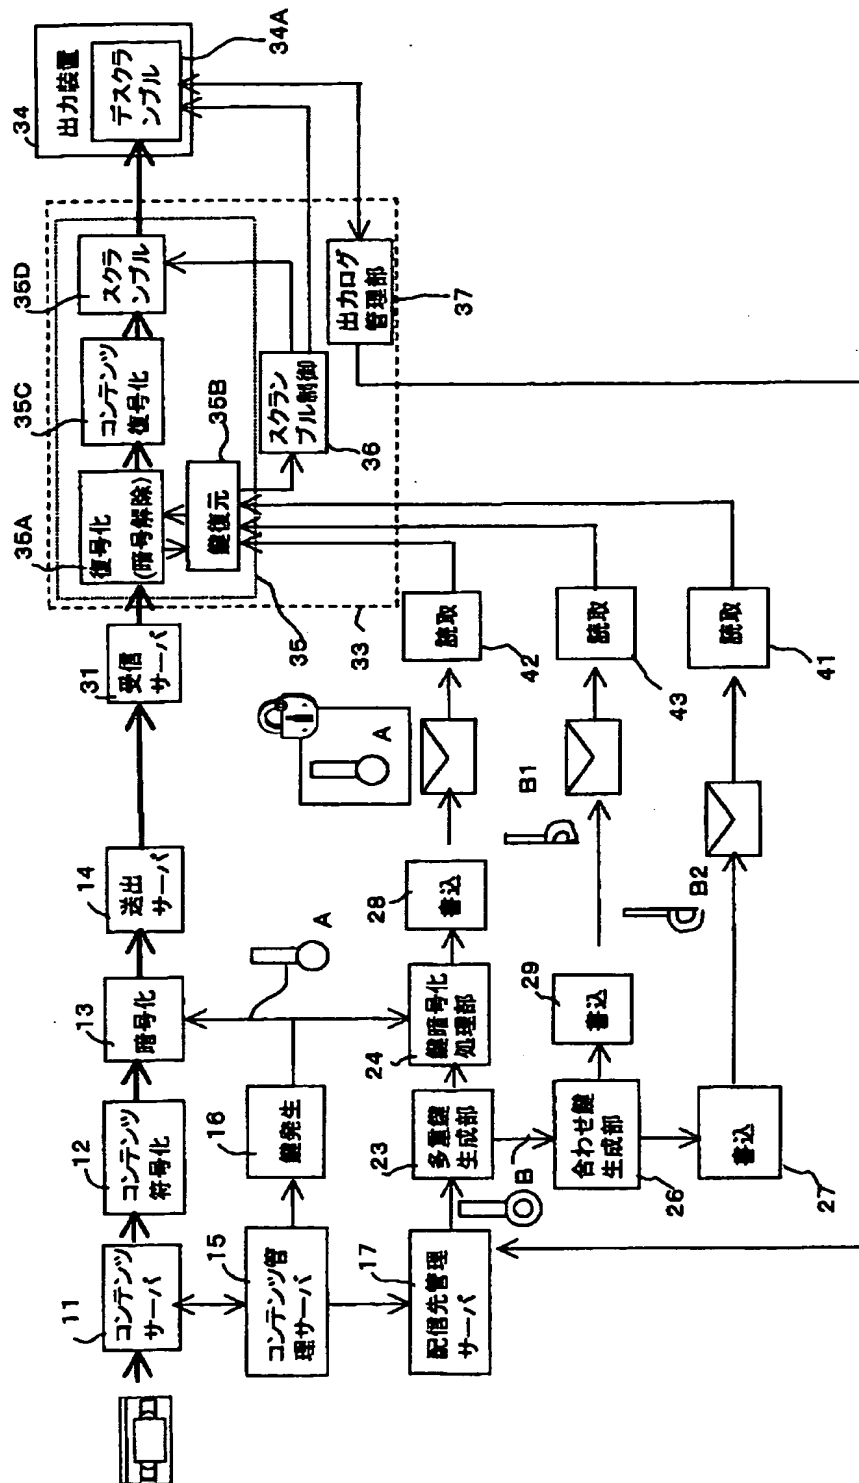 11
コンテンツ
サーバ
12
コンテンツ
符号化
13
暗号化
14
送出
サーバ
31
受信
サーバ
35A
復号化
(暗号解除)
35C
コンテンツ
復号化
35D
スクラ
ンブル
34
出力装置
デスクラ
ンブル
34A
15
コンテンツ管
理サーバ
16
鍵発生
A
35B
鍵復元
35
33
スクラン
ブル制御
36
出力ログ
管理部
37
17
配信先管理
サーバ
23
多重鍵
生成部
24
鍵暗号化
処理部
28
書込
A
読取
42
B
合わせ鍵
生成部
26
29
書込
B1
読取
43
書込
27
B2
読取
41